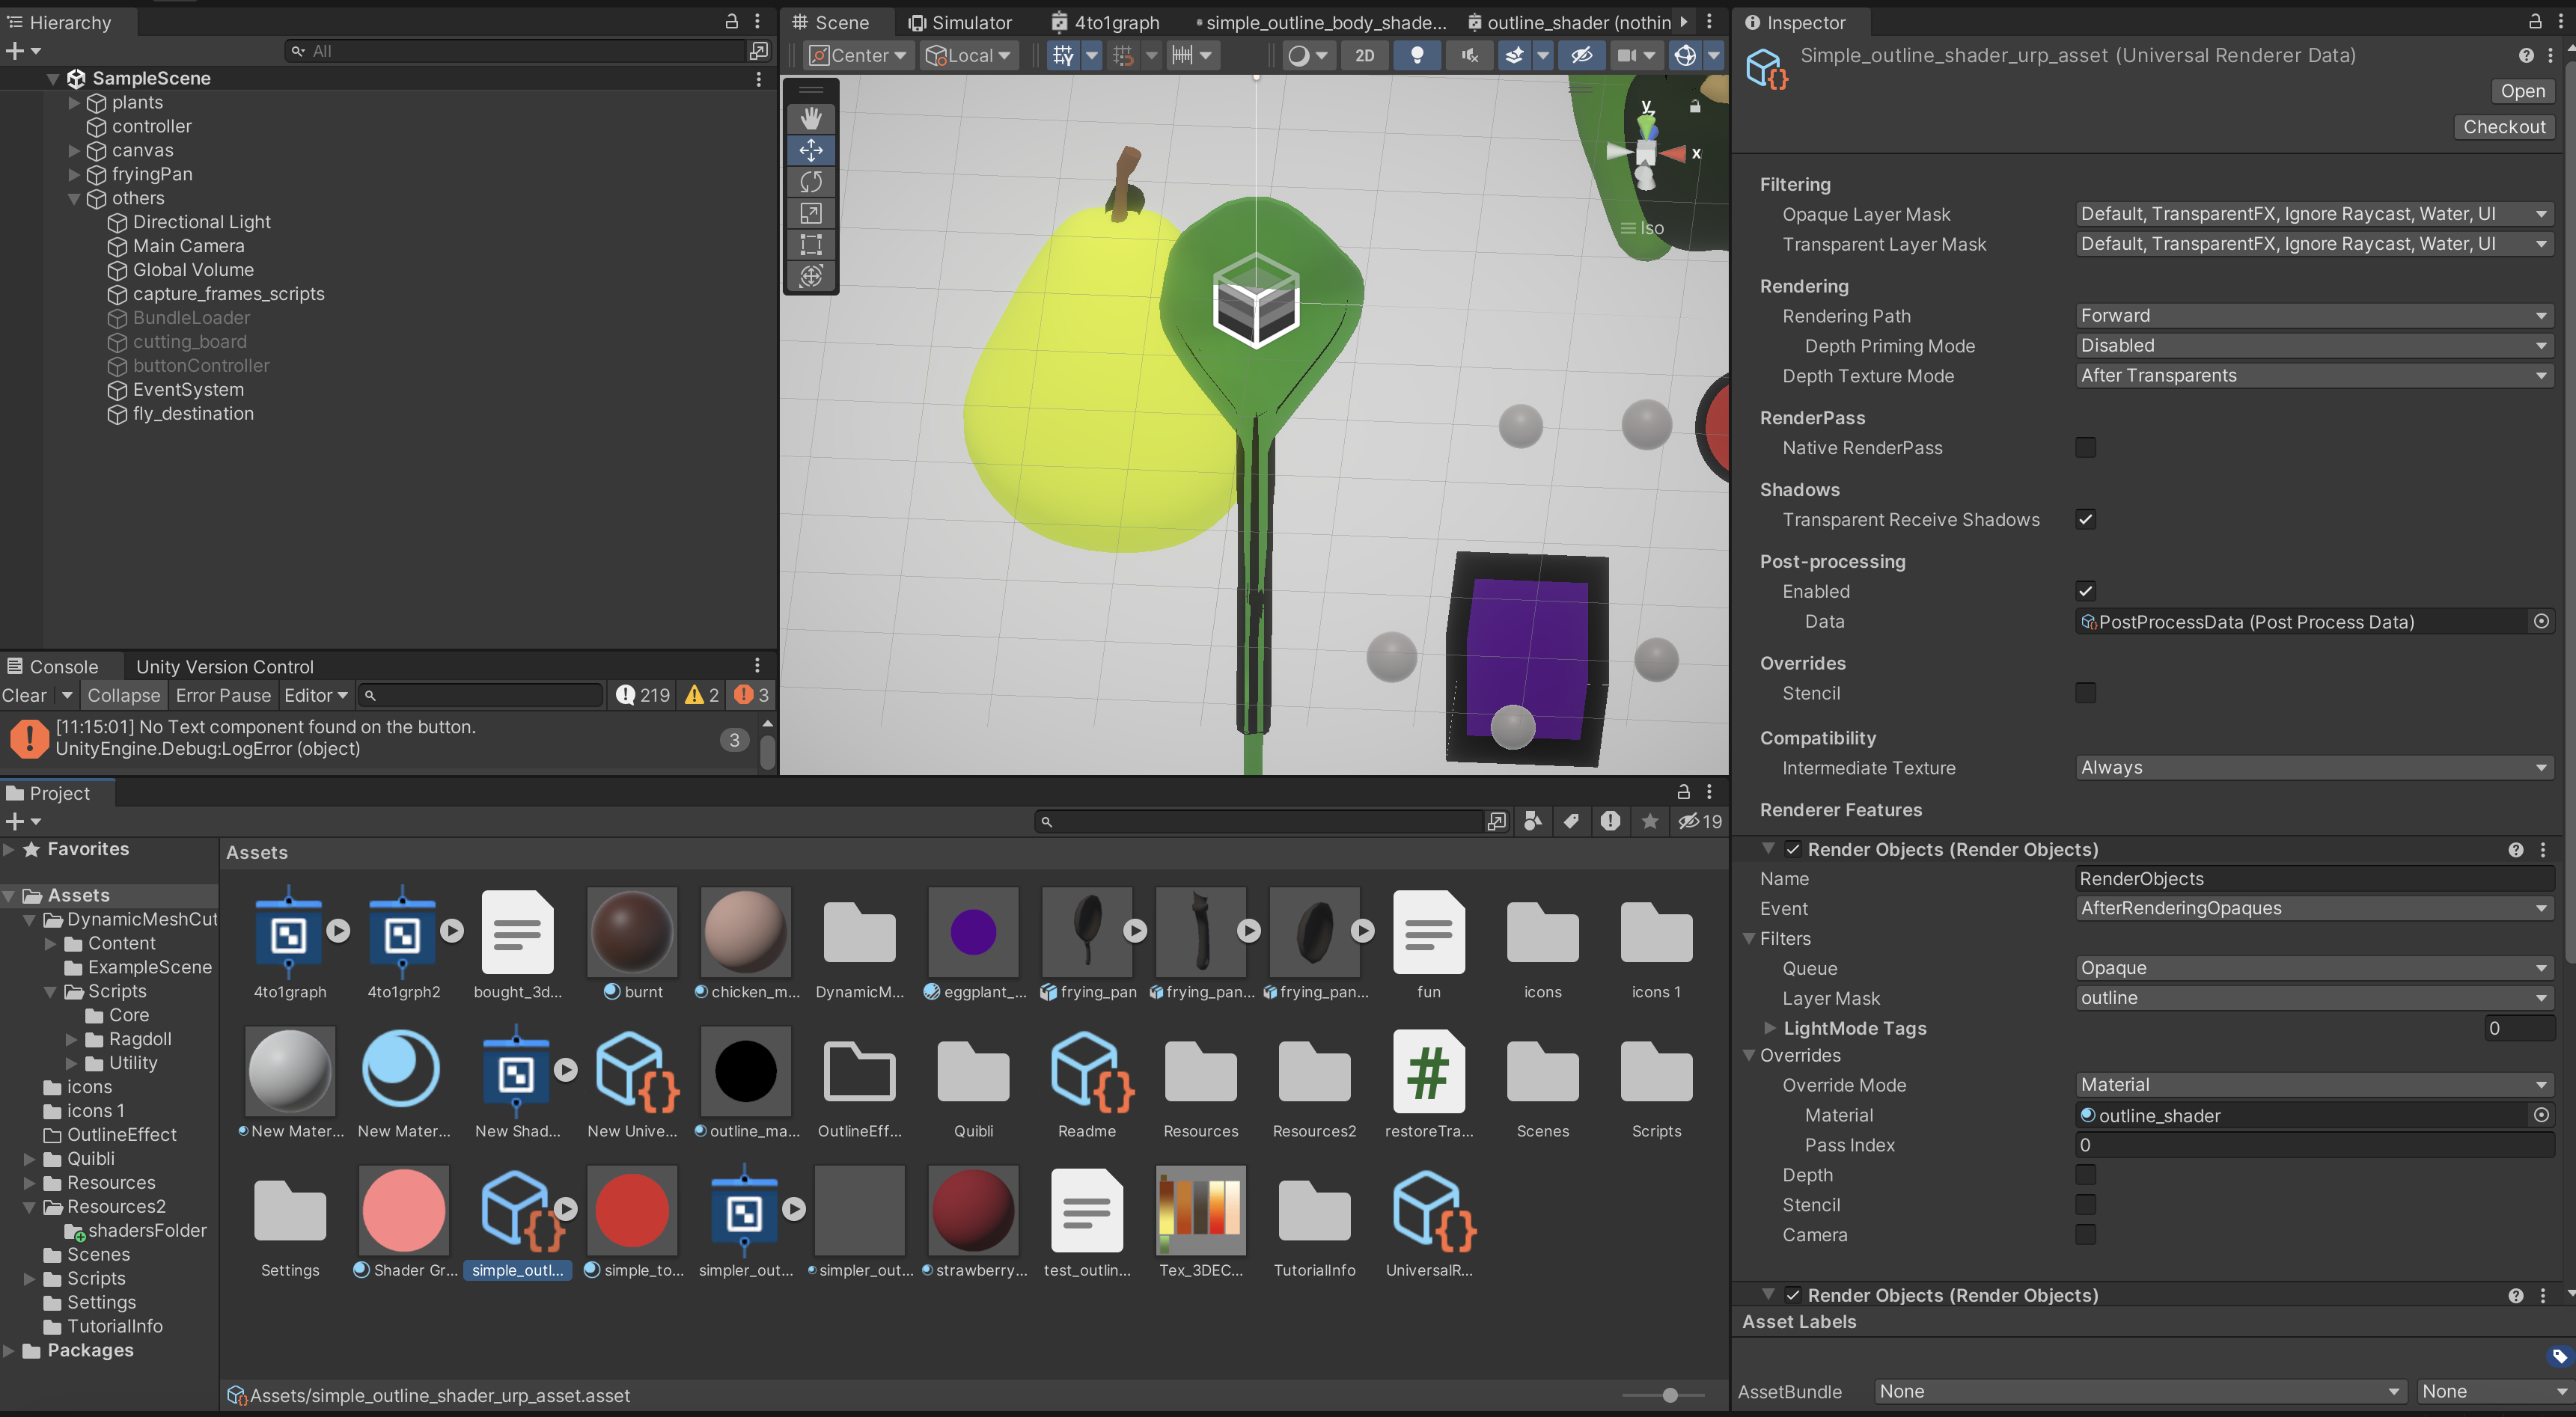 Hierarchy
All
SampleScene
plants
controller
canvas
fryingPan
others
Directional Light
Main Camera
Global Volume
capture_frames_scripts
BundleLoader
cutting_board
buttonController
EventSystem
fly_destination
Console
Unity Version Control
Clear
Collapse
Error Pause
Editor
219
2
3
[11:15:01] No Text component found on the button.
UnityEngine.Debug:LogError (object)
3
Scene
Simulator
4to1graph
simple_outline_body_shade...
outline_shader (nothin
Center
Local
2D
y
x
Iso
Project
19
Favorites
Assets
DynamicMeshCut
Content
ExampleScene
Scripts
Core
Ragdoll
Utility
icons
icons 1
OutlineEffect
Quibli
Resources
Resources2
shadersFolder
Scenes
Scripts
Settings
TutorialInfo
Packages
Assets
4to1graph
4to1grph2
bought_3d...
burnt
chicken_m...
DynamicM...
eggplant_...
frying_pan
frying_pan...
frying_pan...
fun
icons
icons 1
New Mater...
New Mater...
New Shad...
New Unive...
outline_ma...
OutlineEff...
Quibli
Readme
Resources
Resources2
restoreTra...
Scenes
Scripts
Settings
Shader Gr...
simple_outl...
simple_to...
simpler_out...
simpler_out...
strawberry...
test_outlin...
Tex_3DEC...
TutorialInfo
UniversalR...
Assets/simple_outline_shader_urp_asset.asset
Inspector
Simple_outline_shader_urp_asset (Universal Renderer Data)
Open
Checkout
Filtering
Opaque Layer Mask
Default, TransparentFX, Ignore Raycast, Water, UI
Transparent Layer Mask
Default, TransparentFX, Ignore Raycast, Water, UI
Rendering
Rendering Path
Forward
Depth Priming Mode
Disabled
Depth Texture Mode
After Transparents
RenderPass
Native RenderPass
Shadows
Transparent Receive Shadows
Post-processing
Enabled
Data
PostProcessData (Post Process Data)
Overrides
Stencil
Compatibility
Intermediate Texture
Always
Renderer Features
Render Objects (Render Objects)
Name
RenderObjects
Event
AfterRenderingOpaques
Filters
Queue
Opaque
Layer Mask
outline
LightMode Tags
0
Overrides
Override Mode
Material
Material
outline_shader
Pass Index
0
Depth
Stencil
Camera
Render Objects (Render Objects)
Asset Labels
AssetBundle
None
None